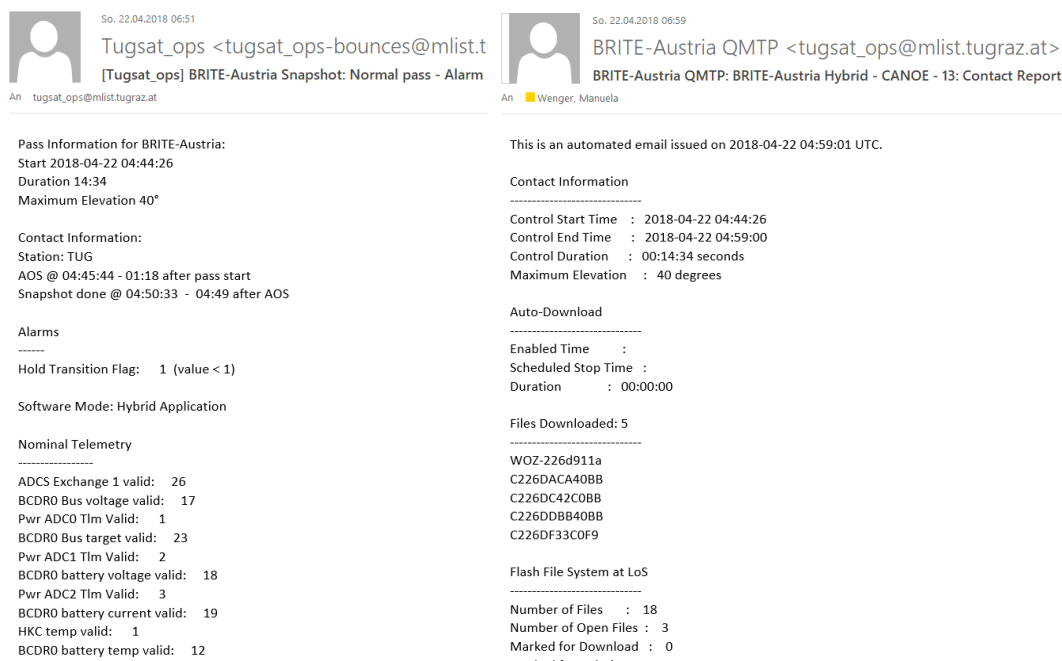 So. 22.04.2018 06:51
Tugsat_ops <tugsat_ops-bounces@mlist.t
[Tugsat_ops] BRITE-Austria Snapshot: Normal pass - Alarm
An tugsat_ops@mlist.tugraz.at
Pass Information for BRITE-Austria:
Start 2018-04-22 04:44:26
Duration 14:34
Maximum Elevation 40°
Contact Information:
Station: TUG
AOS @ 04:45:44 - 01:18 after pass start
Snapshot done @ 04:50:33 - 04:49 after AOS
Alarms
------
Hold Transition Flag: 1 (value < 1)
Software Mode: Hybrid Application
Nominal Telemetry
-----------------
ADCS Exchange 1 valid: 26
BCDR0 Bus voltage valid: 17
Pwr ADC0 Tlm Valid: 1
BCDR0 Bus target valid: 23
Pwr ADC1 Tlm Valid: 2
BCDR0 battery voltage valid: 18
Pwr ADC2 Tlm Valid: 3
BCDR0 battery current valid: 19
HKC temp valid: 1
BCDR0 battery temp valid: 12
So. 22.04.2018 06:59
BRITE-Austria QMTP <tugsat_ops@mlist.tugraz.at>
BRITE-Austria QMTP: BRITE-Austria Hybrid - CANOE - 13: Contact Report
An Wenger, Manuela
This is an automated email issued on 2018-04-22 04:59:01 UTC.
Contact Information
------------------------------
Control Start Time : 2018-04-22 04:44:26
Control End Time : 2018-04-22 04:59:00
Control Duration : 00:14:34 seconds
Maximum Elevation : 40 degrees
Auto-Download
------------------------------
Enabled Time :
Scheduled Stop Time :
Duration : 00:00:00
Files Downloaded: 5
------------------------------
WOZ-226d911a
C226DACA40BB
C226DC42C0BB
C226DDBB40BB
C226DF33C0F9
Flash File System at LoS
------------------------------
Number of Files : 18
Number of Open Files : 3
Marked for Download : 0